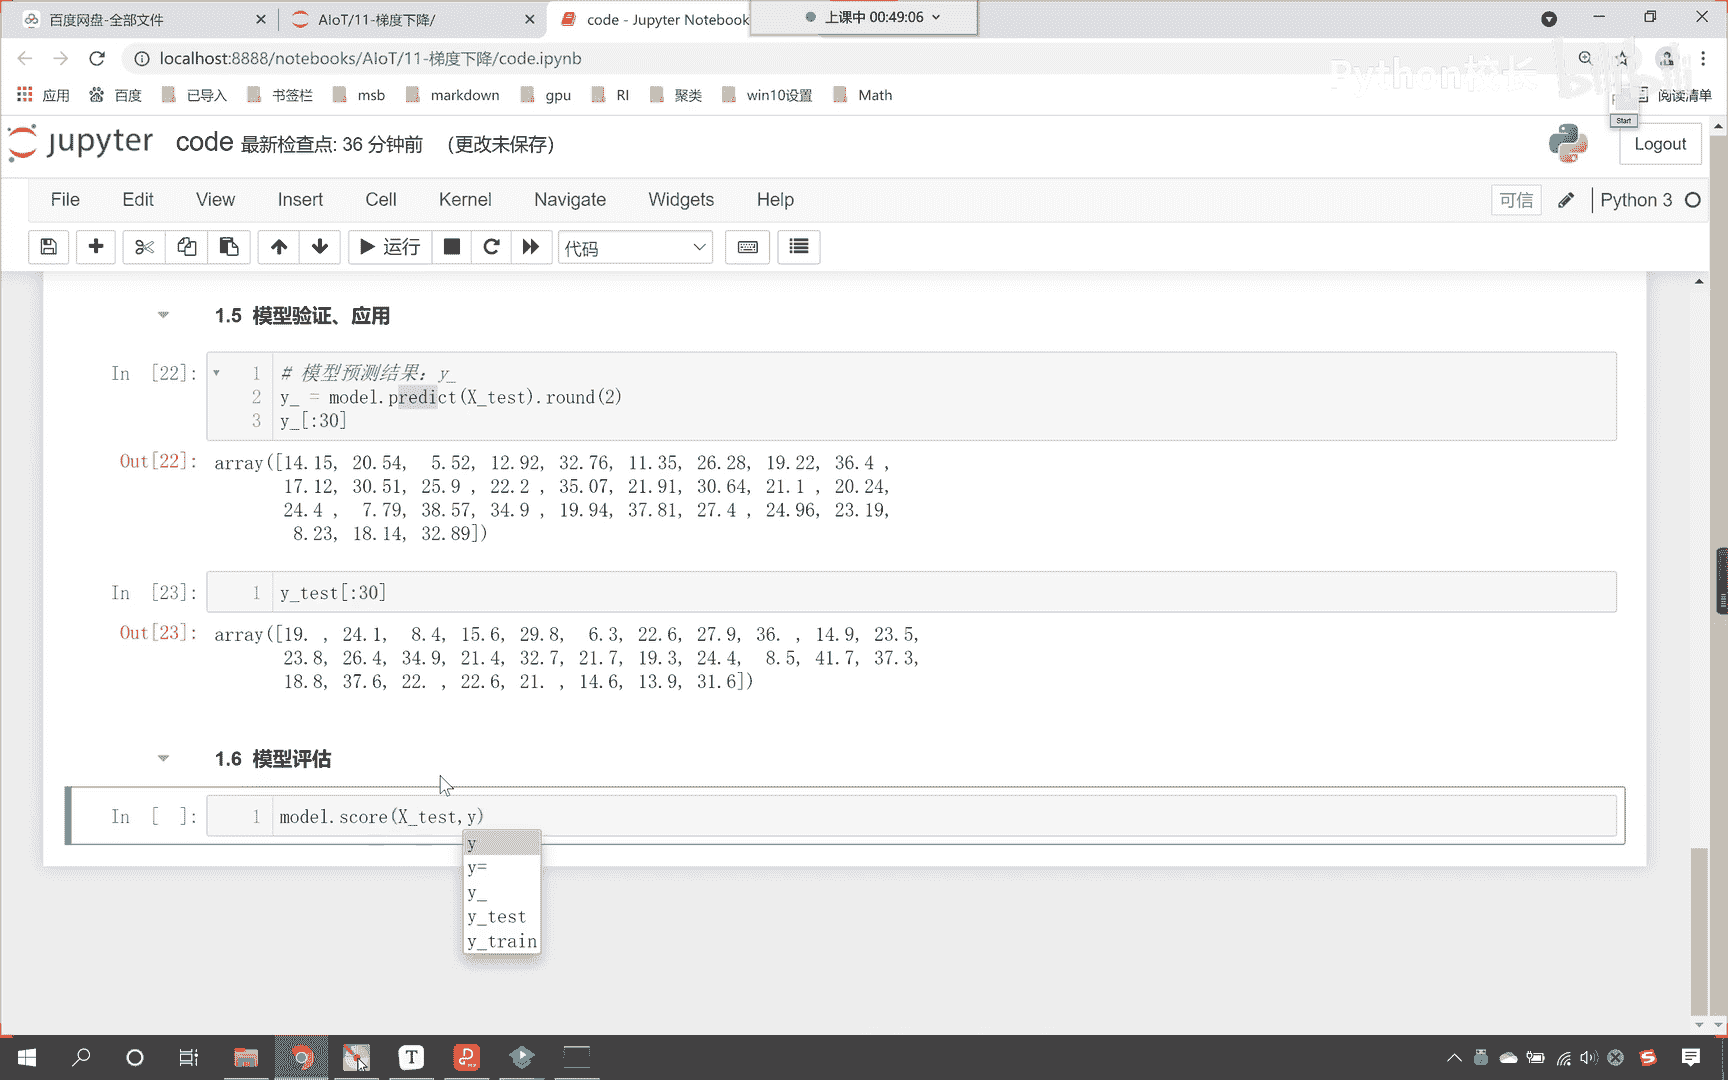 百度网盘-全部文件
AIoT/11-梯度下降/
code - Jupyter Notebook
上课中 00:49:06
localhost:8888/notebooks/AIoT/11-梯度下降/code.ipynb
Python校长
bilibili
应用 百度 已导入 书签栏 msb markdown gpu RI 聚类 win10设置 Math 阅读清单
Start
jupyter code 最新检查点: 36 分钟前 (更改未保存)
Logout
File Edit View Insert Cell Kernel Navigate Widgets Help 可信 Python 3
运行 代码
1.5 模型验证、应用
In [22]: 1 # 模型预测结果: y_
2 y_ = model.predict(X_test).round(2)
3 y_[:30]
Out[22]: array([14.15, 20.54, 5.52, 12.92, 32.76, 11.35, 26.28, 19.22, 36.4 ,
17.12, 30.51, 25.9 , 22.2 , 35.07, 21.91, 30.64, 21.1 , 20.24,
24.4 , 7.79, 38.57, 34.9 , 19.94, 37.81, 27.4 , 24.96, 23.19,
8.23, 18.14, 32.89])
In [23]: 1 y_test[:30]
Out[23]: array([19. , 24.1, 8.4, 15.6, 29.8, 6.3, 22.6, 27.9, 36. , 14.9, 23.5,
23.8, 26.4, 34.9, 21.4, 32.7, 21.7, 19.3, 24.4, 8.5, 41.7, 37.3,
18.8, 37.6, 22. , 22.6, 21. , 14.6, 13.9, 31.6])
1.6 模型评估
In [ ]: 1 model.score(X_test,y)
y
y=
y_
y_test
y_train